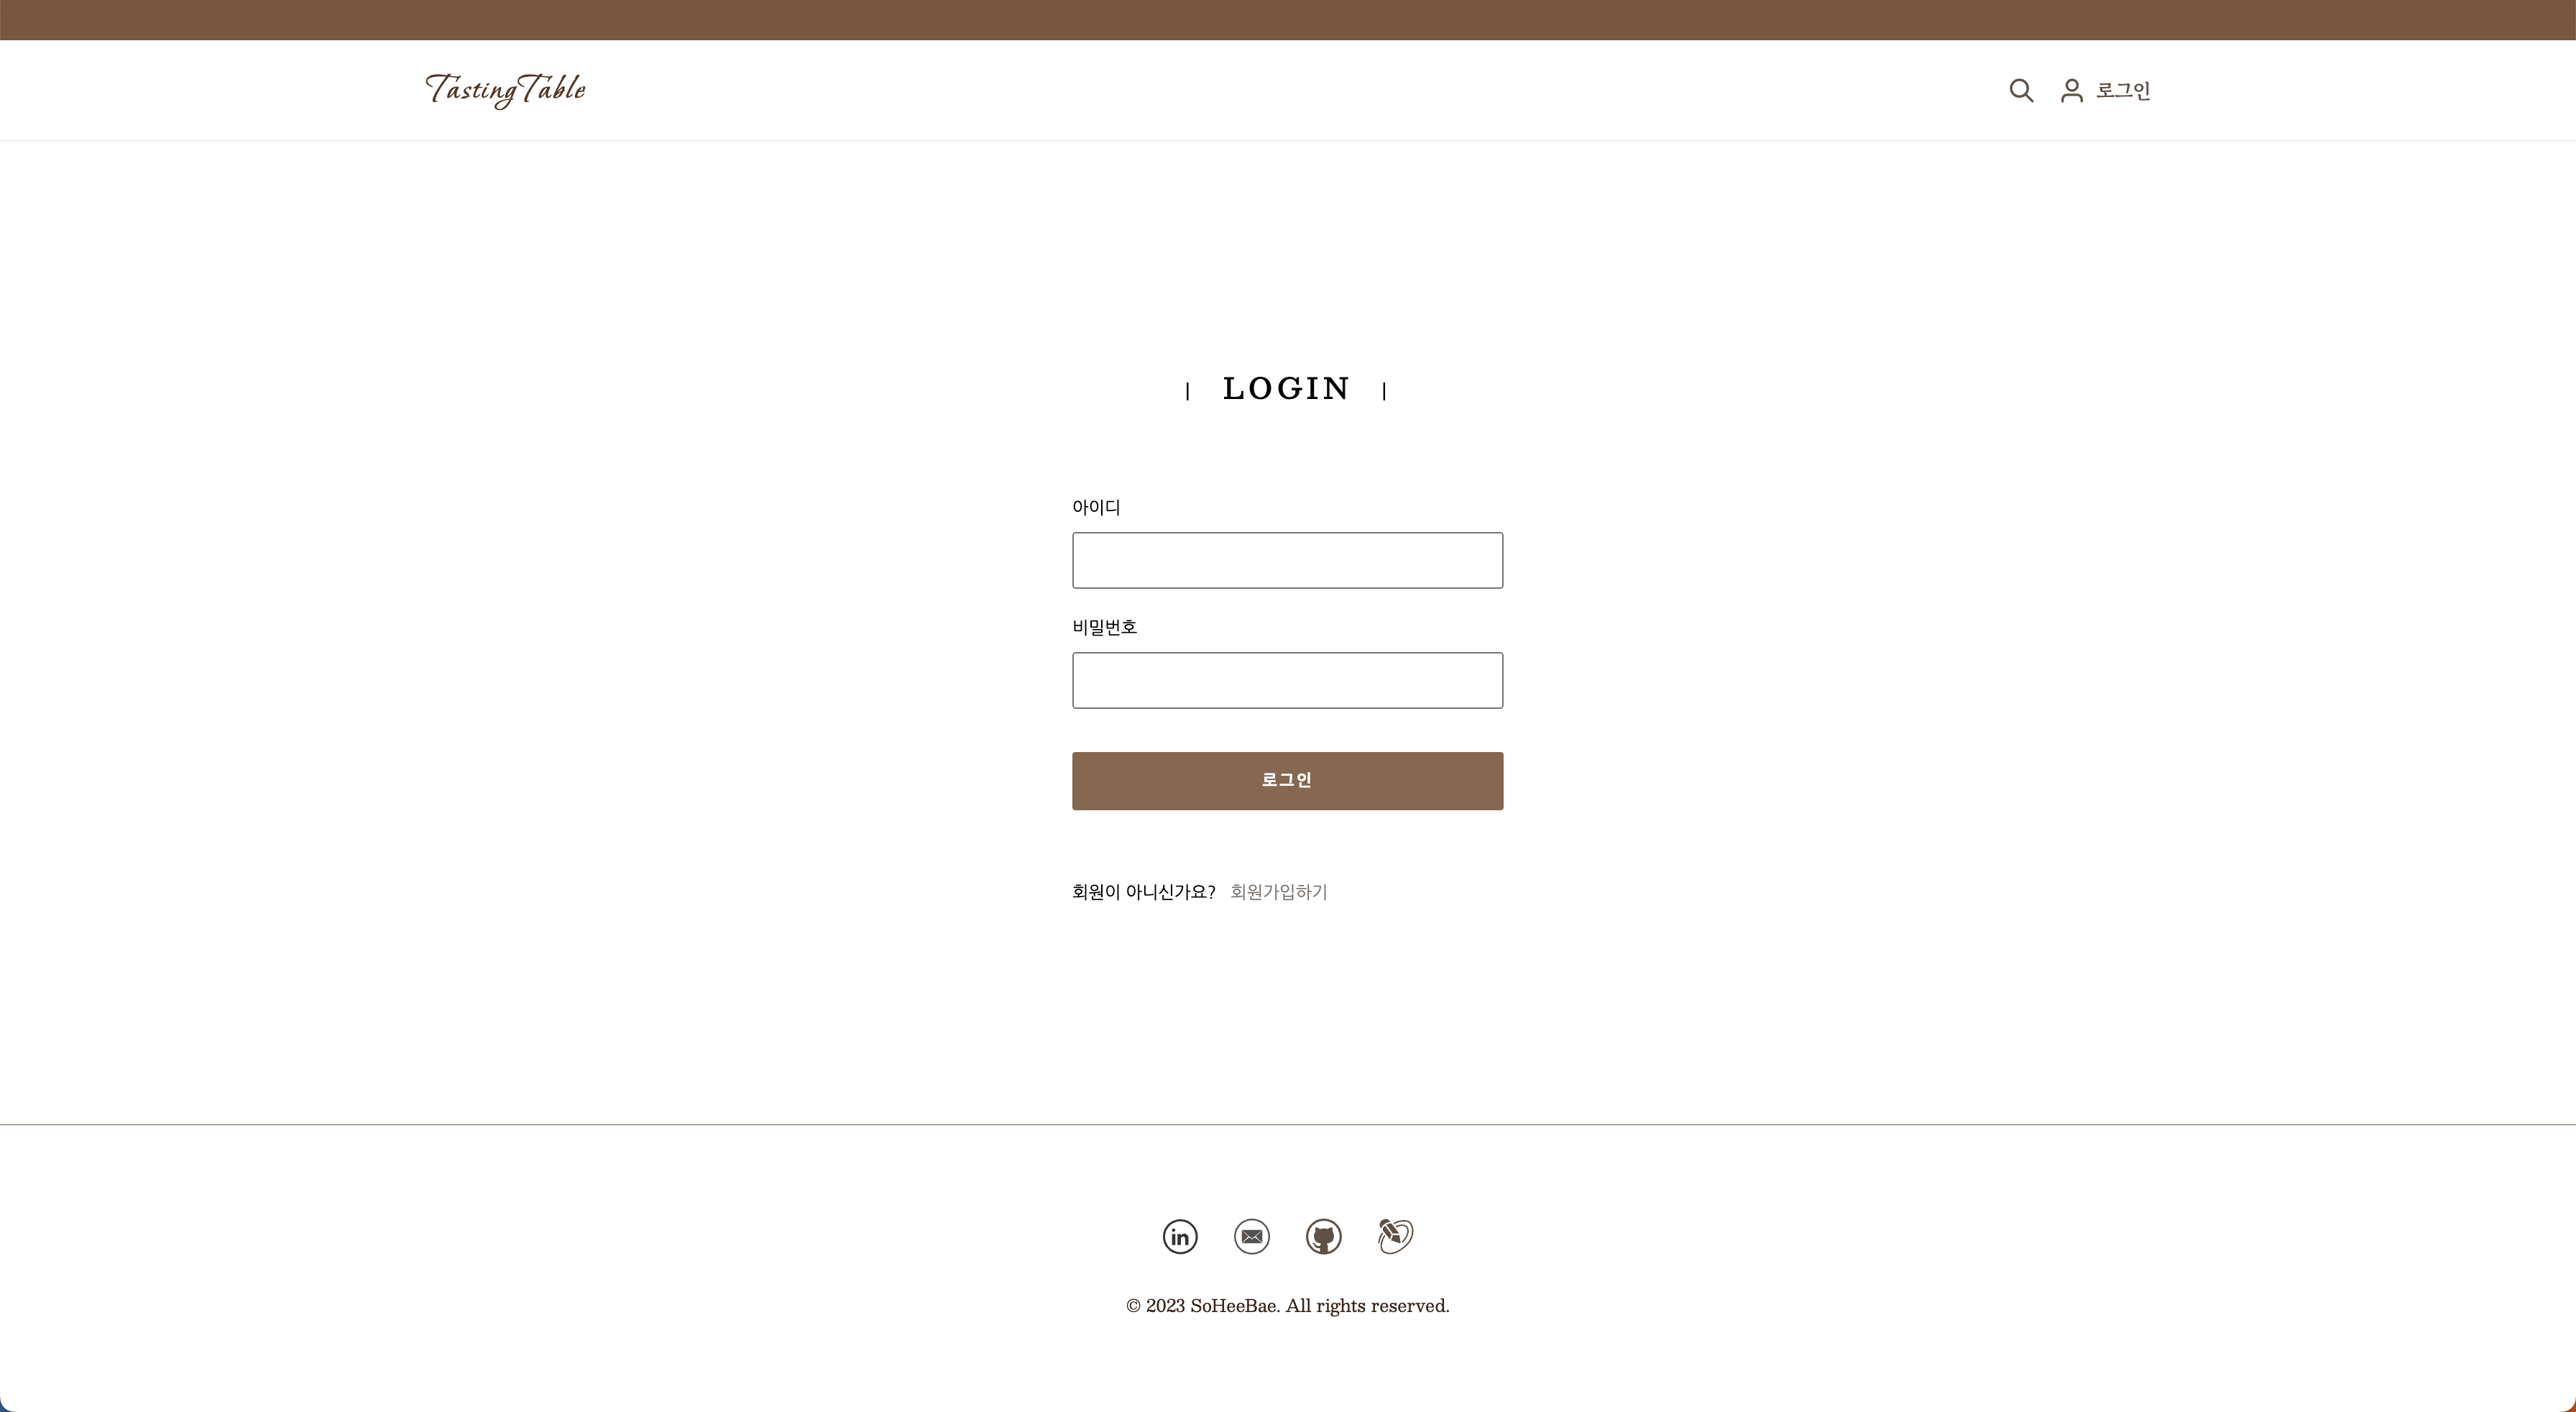 TastingTable
로그인
| LOGIN |
아이디
비밀번호
로그인
회원이 아니신가요? 회원가입하기
in
© 2023 SoHeeBae. All rights reserved.